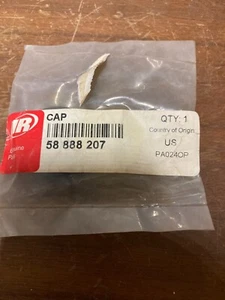 IR
CAP
58 888 207
QTY: 1
Country of Origin
US
PA024OP